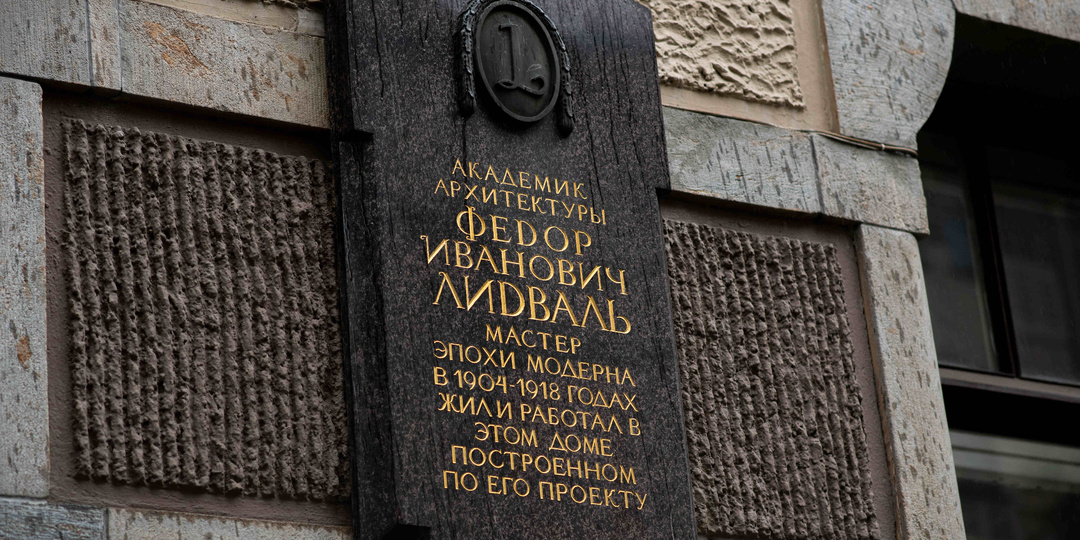 L
АКАДЕМИК
АРХИТЕКТУРЫ
ФЕДОР
ИВАНОВИЧ
ЛИДВАЛЬ
МАСТЕР
ЭПОХИ МОДЕРНА
В 1904-1918 ГОДАХ
ЖИЛ И РАБОТАЛ В
ЭТОМ ДОМЕ
ПОСТРОЕННОМ
ПО ЕГО ПРОЕКТУ